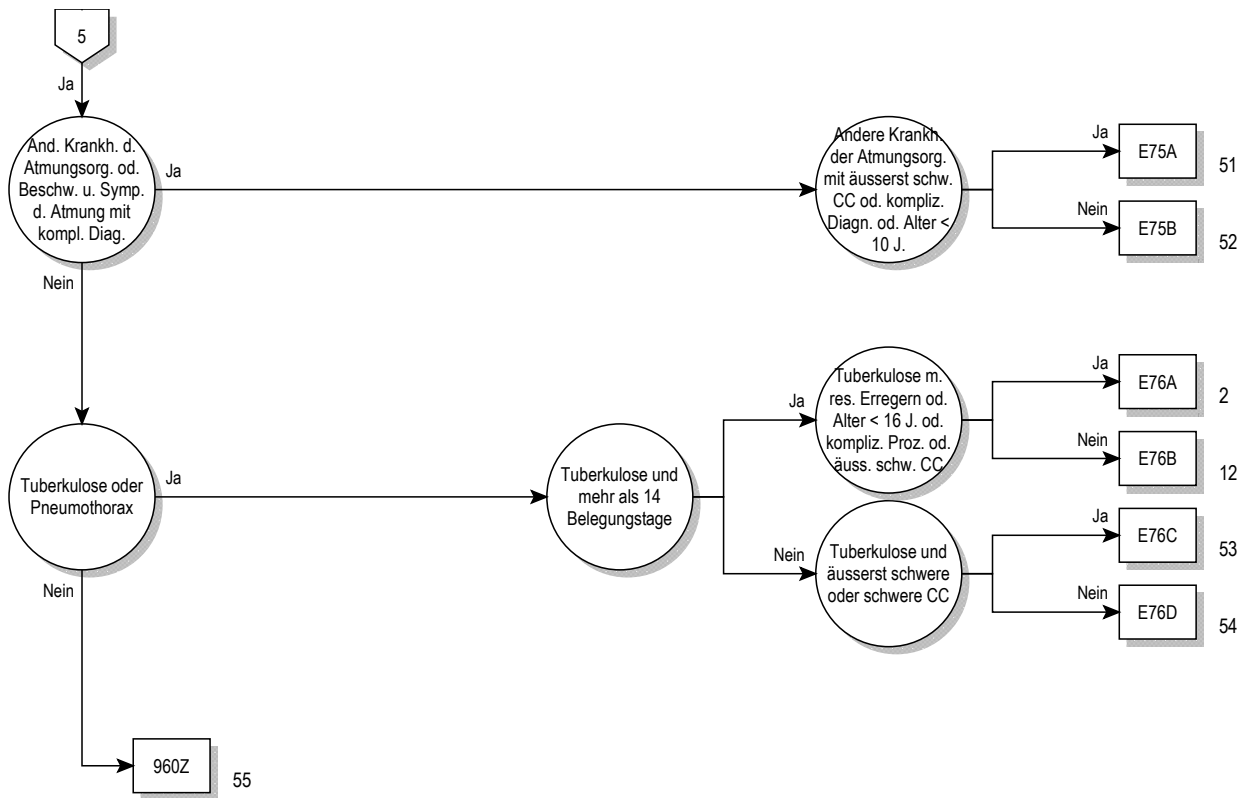 5
Ja
And. Krankh. d.
Atmungsorg. od.
Beschw. u. Symp.
d. Atmung mit
kompl. Diag.
Ja
Andere Krankh.
der Atmungsorg.
mit äusserst schw.
CC od. kompliz.
Diagn. od. Alter <
10 J.
Ja
E75A
51
Nein
E75B
52
Nein
Tuberkulose oder
Pneumothorax
Ja
Tuberkulose und
mehr als 14
Belegungstage
Ja
Tuberkulose m.
res. Erregern od.
Alter < 16 J. od.
kompliz. Proz. od.
äuss. schw. CC
Ja
E76A
2
Nein
E76B
12
Nein
Tuberkulose und
äusserst schwere
oder schwere CC
Ja
E76C
53
Nein
E76D
54
Nein
960Z
55